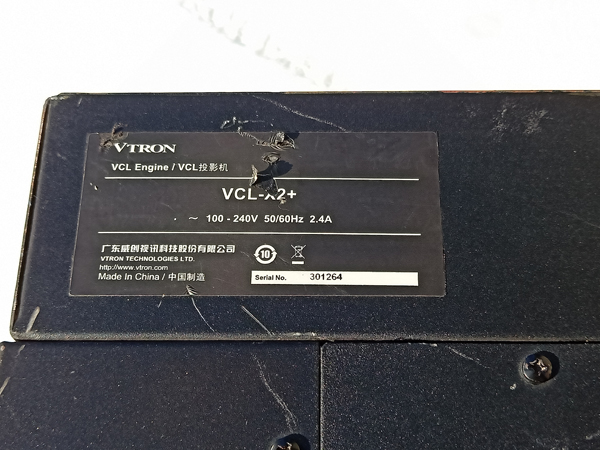 VTRON
VCL Engine / VCL投影机
VCL-X2+
~ 100 - 240V 50/60Hz 2.4A
广东威创视讯科技股份有限公司
VTRON TECHNOLOGIES LTD.
http://www.vtron.com
Made In China / 中国制造
10
Serial No. 301264